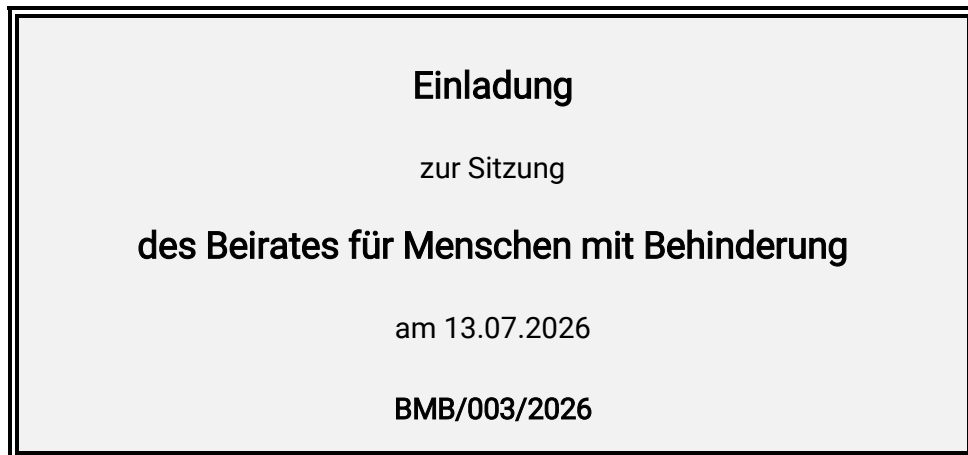 Einladung
zur Sitzung
des Beirates für Menschen mit Behinderung
am 13.07.2026
BMB/003/2026